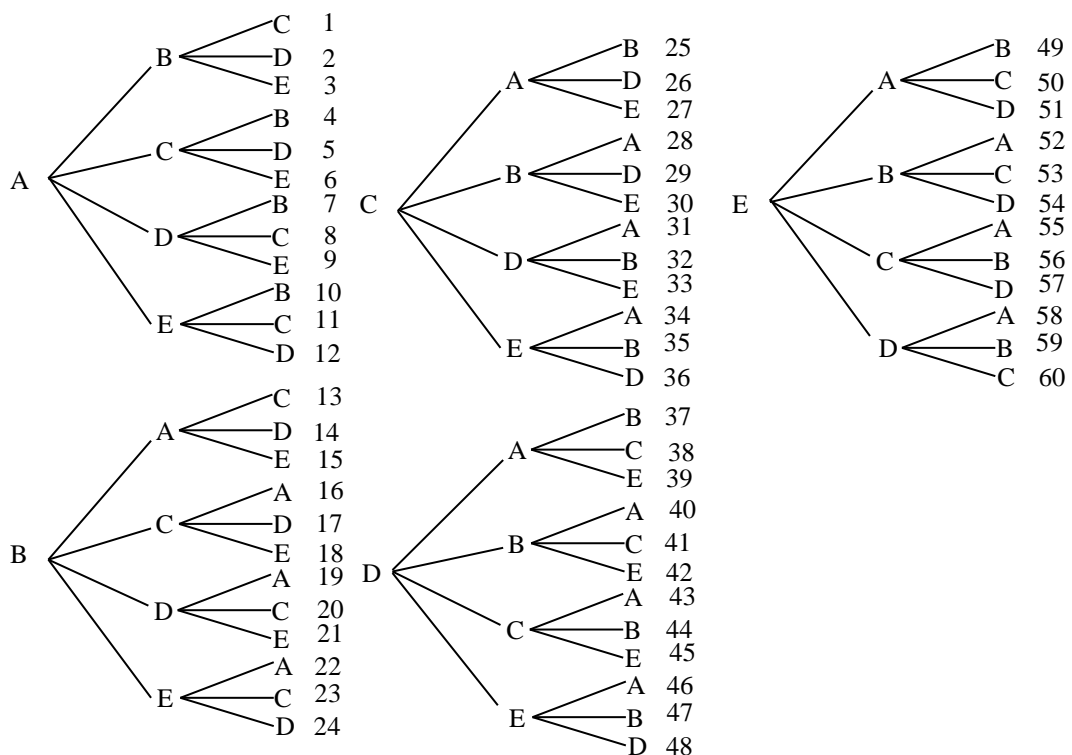 A
B
C 1
D 2
E 3
C
B 4
D 5
E 6
D
B 7
C 8
E 9
E
B 10
C 11
D 12
B
A
C 13
D 14
E 15
C
A 16
D 17
E 18
D
A 19
C 20
E 21
E
A 22
C 23
D 24
C
A
B 25
D 26
E 27
B
A 28
D 29
E 30
D
A 31
B 32
E 33
E
A 34
B 35
D 36
D
A
B 37
C 38
E 39
B
A 40
C 41
E 42
C
A 43
B 44
E 45
E
A 46
B 47
D 48
E
A
B 49
C 50
D 51
B
A 52
C 53
D 54
C
A 55
B 56
D 57
D
A 58
B 59
C 60